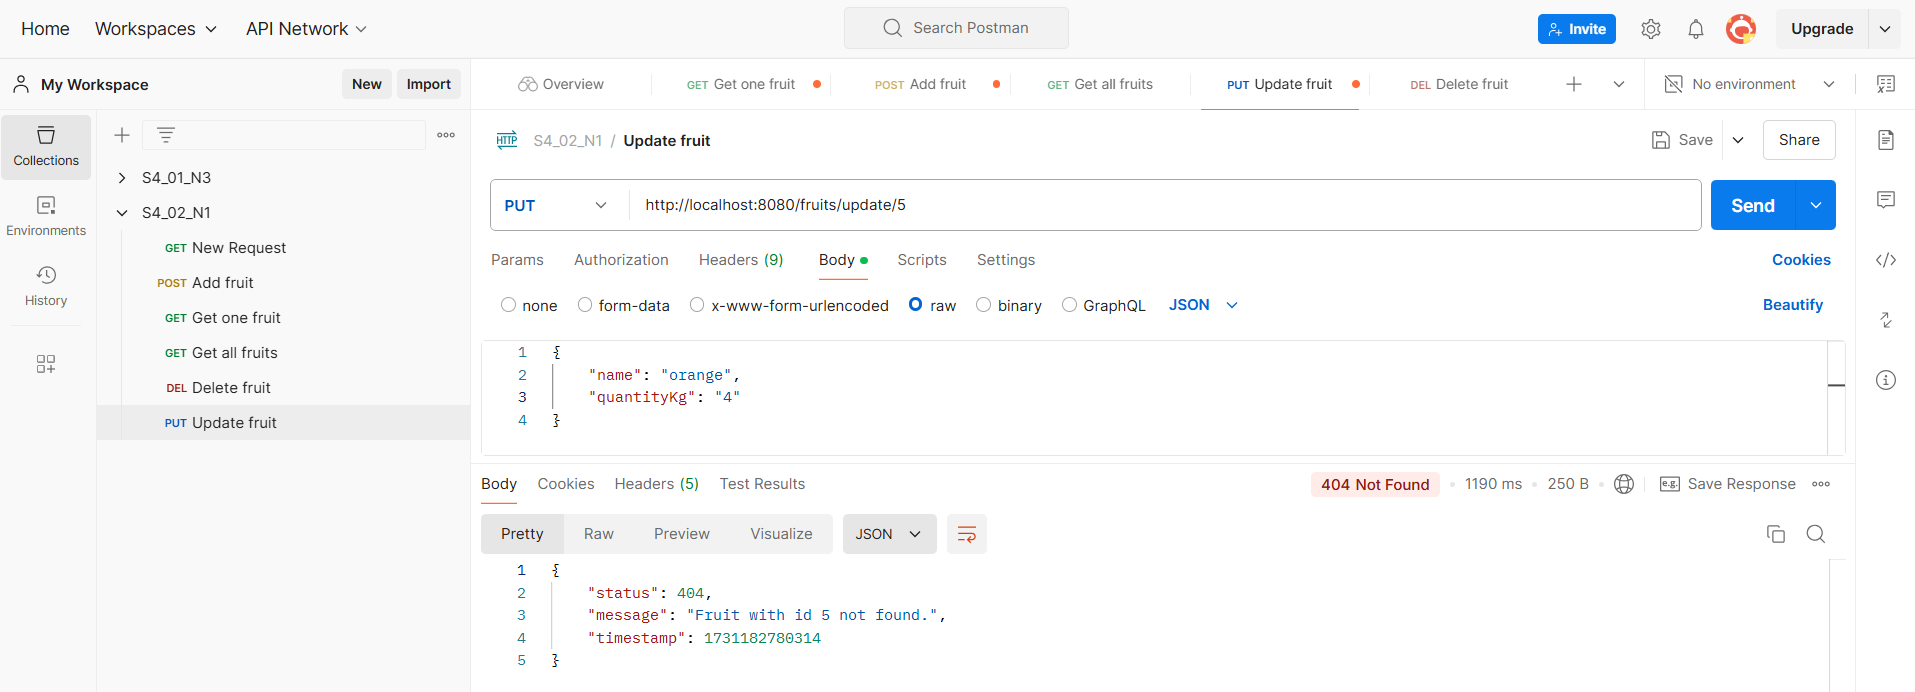 Home Workspaces API Network Search Postman Invite Upgrade
My Workspace New Import Overview GET Get one fruit POST Add fruit GET Get all fruits PUT Update fruit DEL Delete fruit No environment
Collections
Environments
History
S4_01_N3
S4_02_N1
GET New Request
POST Add fruit
GET Get one fruit
GET Get all fruits
DEL Delete fruit
PUT Update fruit
HTTP S4_02_N1 / Update fruit Save Share
PUT http://localhost:8080/fruits/update/5 Send
Params Authorization Headers (9) Body Scripts Settings Cookies
none form-data x-www-form-urlencoded raw binary GraphQL JSON Beautify
1 {
2 "name": "orange",
3 "quantityKg": "4"
4 }
Body Cookies Headers (5) Test Results 404 Not Found 1190 ms 250 B e.g. Save Response
Pretty Raw Preview Visualize JSON
1 {
2 "status": 404,
3 "message": "Fruit with id 5 not found.",
4 "timestamp": 1731182780314
5 }